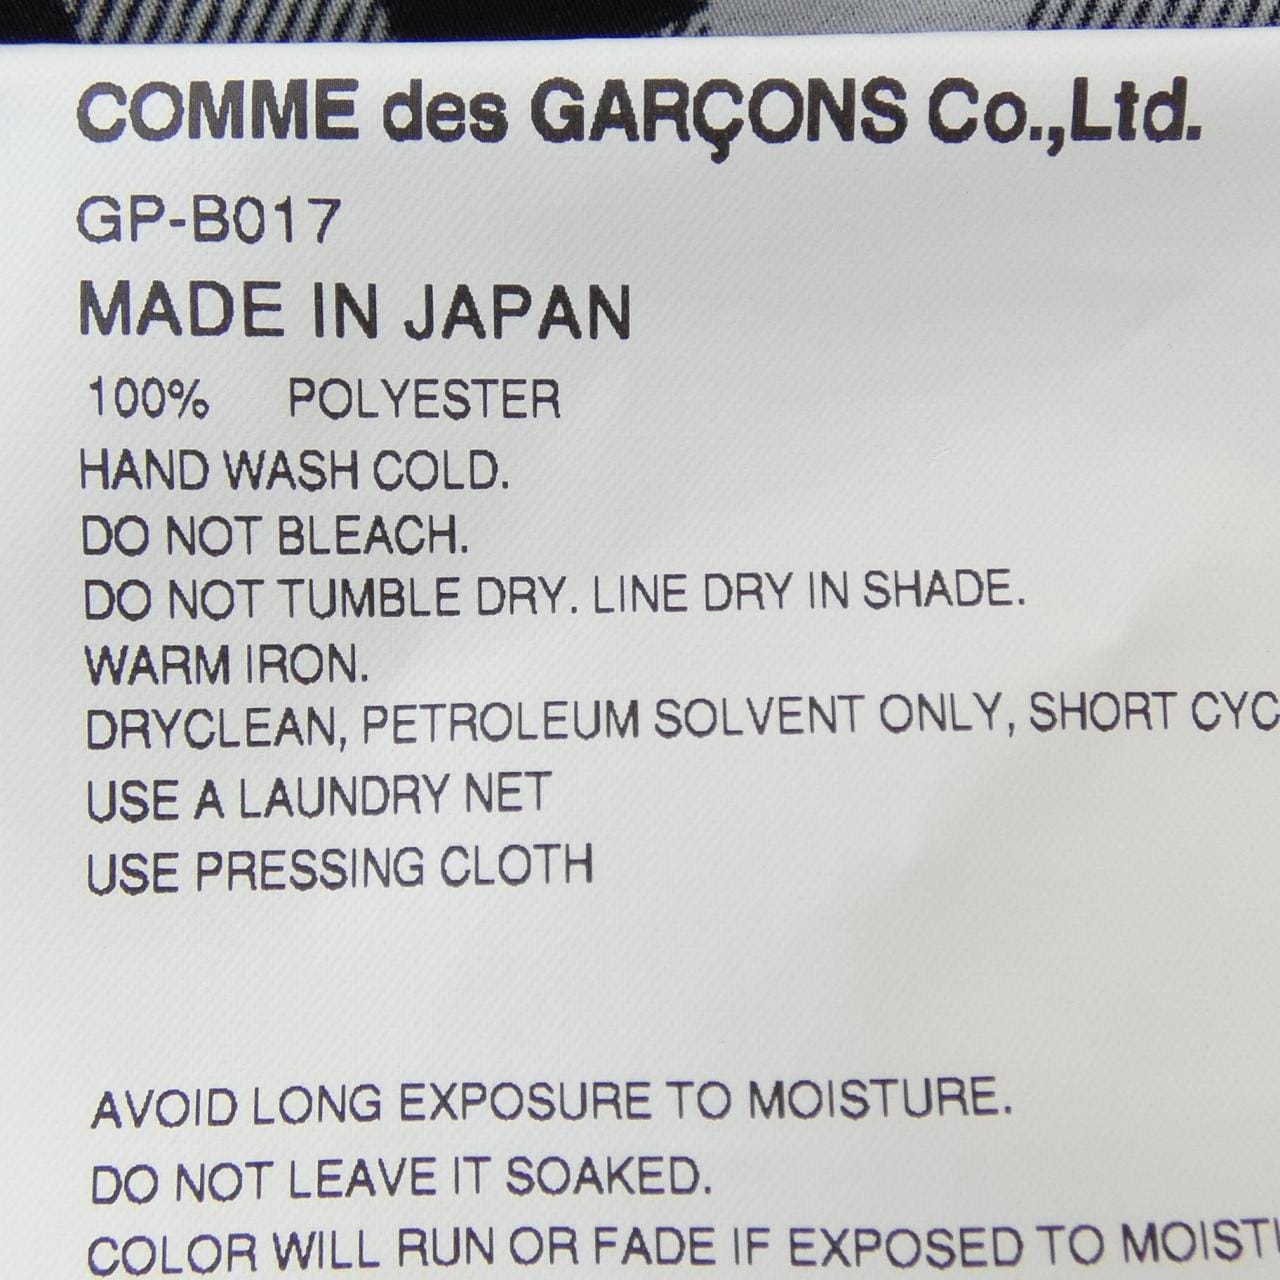 COMME des GARÇONS Co.,Ltd.
GP-B017
MADE IN JAPAN
100% POLYESTER
HAND WASH COLD.
DO NOT BLEACH.
DO NOT TUMBLE DRY. LINE DRY IN SHADE.
WARM IRON.
DRYCLEAN, PETROLEUM SOLVENT ONLY, SHORT CYC
USE A LAUNDRY NET
USE PRESSING CLOTH
AVOID LONG EXPOSURE TO MOISTURE.
DO NOT LEAVE IT SOAKED.
COLOR WILL RUN OR FADE IF EXPOSED TO MOIST